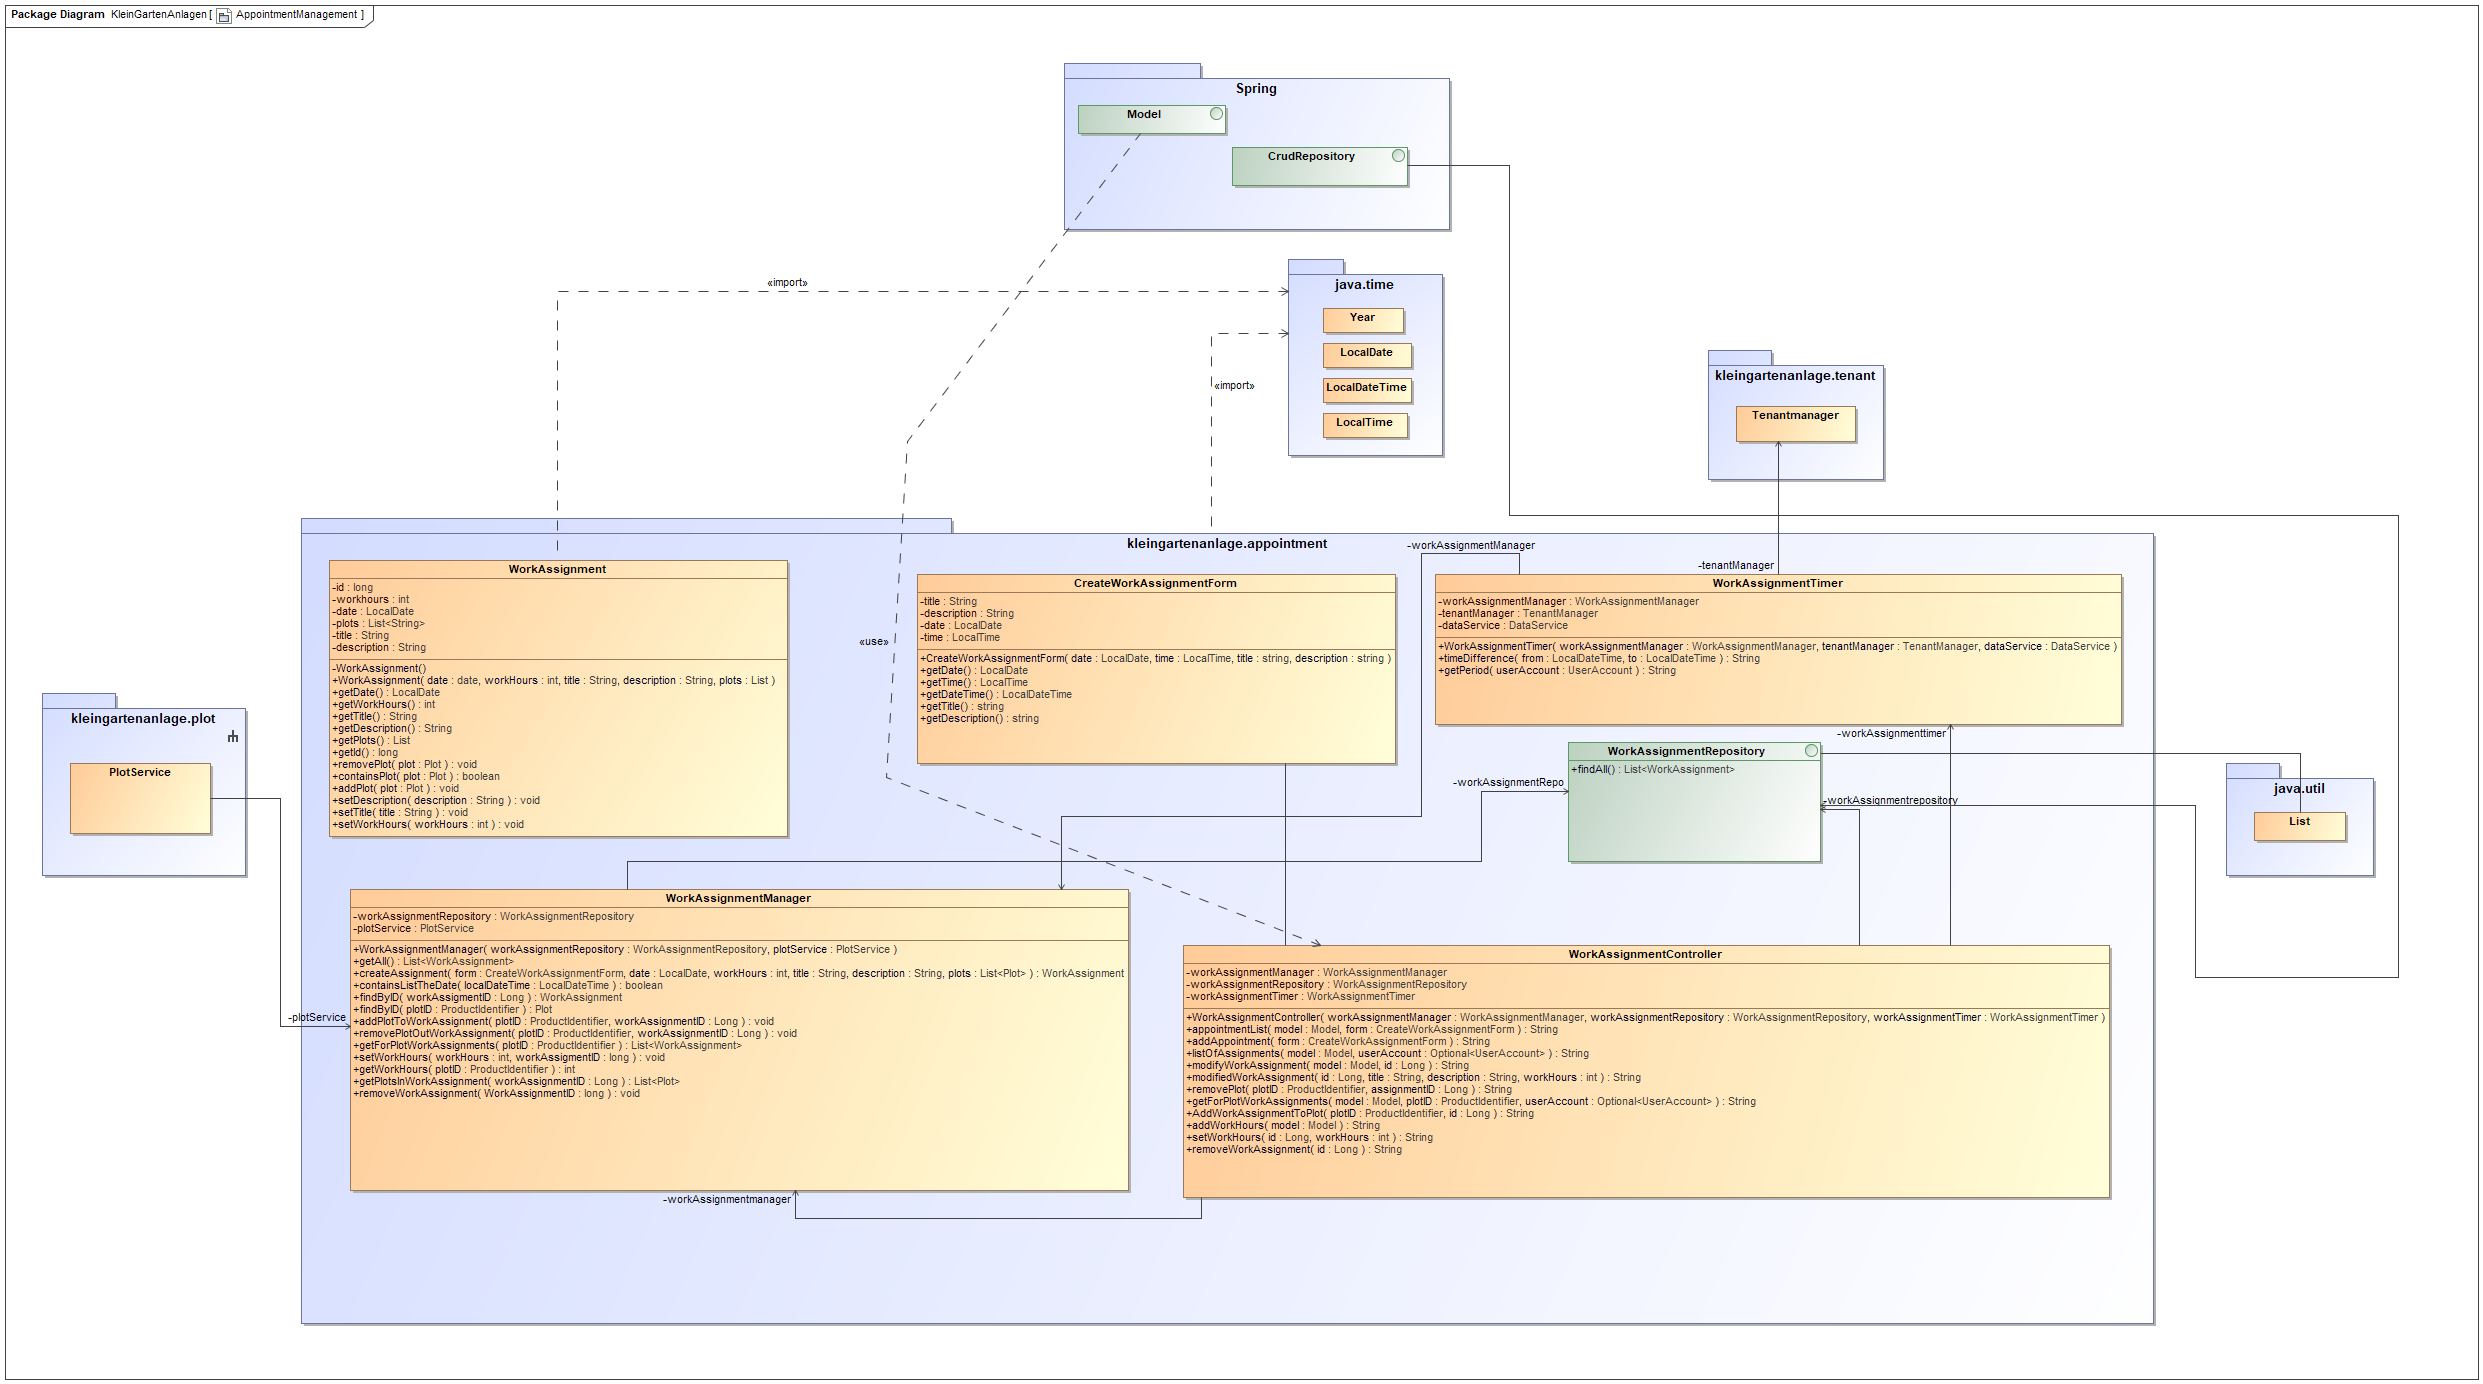 Package Diagram KleinGartenAnlagen [ AppointmentManagement ]
Spring
Model
CrudRepository
«import»
java.time
Year
LocalDate
LocalDateTime
LocalTime
«import»
kleingartenanlage.tenant
Tenantmanager
kleingartenanlage.appointment
-workAssignmentManager
-tenantManager
WorkAssignment
-id : long
-workhours : int
-date : LocalDate
-plots : List<String>
-title : String
-description : String
-WorkAssignment()
+WorkAssignment( date : date, workHours : int, title : String, description : String, plots : List )
+getDate() : LocalDate
+getWorkHours() : int
+getTitle() : String
+getDescription() : String
+getPlots() : List
+getId() : long
+removePlot( plot : Plot ) : void
+containsPlot( plot : Plot ) : boolean
+addPlot( plot : Plot ) : void
+setDescription( description : String ) : void
+setTitle( title : String ) : void
+setWorkHours( workHours : int ) : void
«use»
CreateWorkAssignmentForm
-title : String
-description : String
-date : LocalDate
-time : LocalTime
+CreateWorkAssignmentForm( date : LocalDate, time : LocalTime, title : string, description : string )
+getDate() : LocalDate
+getTime() : LocalTime
+getDateTime() : LocalDateTime
+getTitle() : string
+getDescription() : string
WorkAssignmentTimer
-workAssignmentManager : WorkAssignmentManager
-tenantManager : TenantManager
-dataService : DataService
+WorkAssignmentTimer( workAssignmentManager : WorkAssignmentManager, tenantManager : TenantManager, dataService : DataService )
+timeDifference( from : LocalDateTime, to : LocalDateTime ) : String
+getPeriod( userAccount : UserAccount ) : String
-workAssignmenttimer
kleingartenanlage.plot
PlotService
WorkAssignmentRepository
+findAll() : List<WorkAssignment>
-workAssignmentRepo
-workAssignmentrepository
java.util
List
WorkAssignmentManager
-workAssignmentRepository : WorkAssignmentRepository
-plotService : PlotService
+WorkAssignmentManager( workAssignmentRepository : WorkAssignmentRepository, plotService : PlotService )
+getAll() : List<WorkAssignment>
+createAssignment( form : CreateWorkAssignmentForm, date : LocalDate, workHours : int, title : String, description : String, plots : List<Plot> ) : WorkAssignment
+containsListTheDate( localDateTime : LocalDateTime ) : boolean
+findByID( workAssigmentID : Long ) : WorkAssignment
+findByID( plotID : ProductIdentifier ) : Plot
+addPlotToWorkAssignment( plotID : ProductIdentifier, workAssignmentID : Long ) : void
+removePlotOutWorkAssignment( plotID : ProductIdentifier, workAssignmentID : Long ) : void
+getForPlotWorkAssignments( plotID : ProductIdentifier ) : List<WorkAssignment>
+setWorkHours( workHours : int, workAssigmentID : long ) : void
+getWorkHours( plotID : ProductIdentifier ) : int
+getPlotsInWorkAssignment( workAssignmentID : Long ) : List<Plot>
+removeWorkAssignment( WorkAssignmentID : long ) : void
-plotService
WorkAssignmentController
-workAssignmentManager : WorkAssignmentManager
-workAssignmentRepository : WorkAssignmentRepository
-workAssignmentTimer : WorkAssignmentTimer
+WorkAssignmentController( workAssignmentManager : WorkAssignmentManager, workAssignmentRepository : WorkAssignmentRepository, workAssignmentTimer : WorkAssignmentTimer )
+appointmentList( model : Model, form : CreateWorkAssignmentForm ) : String
+addAppointment( form : CreateWorkAssignmentForm ) : String
+listOfAssignments( model : Model, userAccount : Optional<UserAccount> ) : String
+modifyWorkAssignment( model : Model, id : Long ) : String
+modifiedWorkAssignment( id : Long, title : String, description : String, workHours : int ) : String
+removePlot( plotID : ProductIdentifier, assignmentID : Long ) : String
+getForPlotWorkAssignments( model : Model, plotID : ProductIdentifier, userAccount : Optional<UserAccount> ) : String
+AddWorkAssignmentToPlot( plotID : ProductIdentifier, id : Long ) : String
+addWorkHours( model : Model ) : String
+setWorkHours( id : Long, workHours : int ) : String
+removeWorkAssignment( id : Long ) : String
-workAssignmentmanager